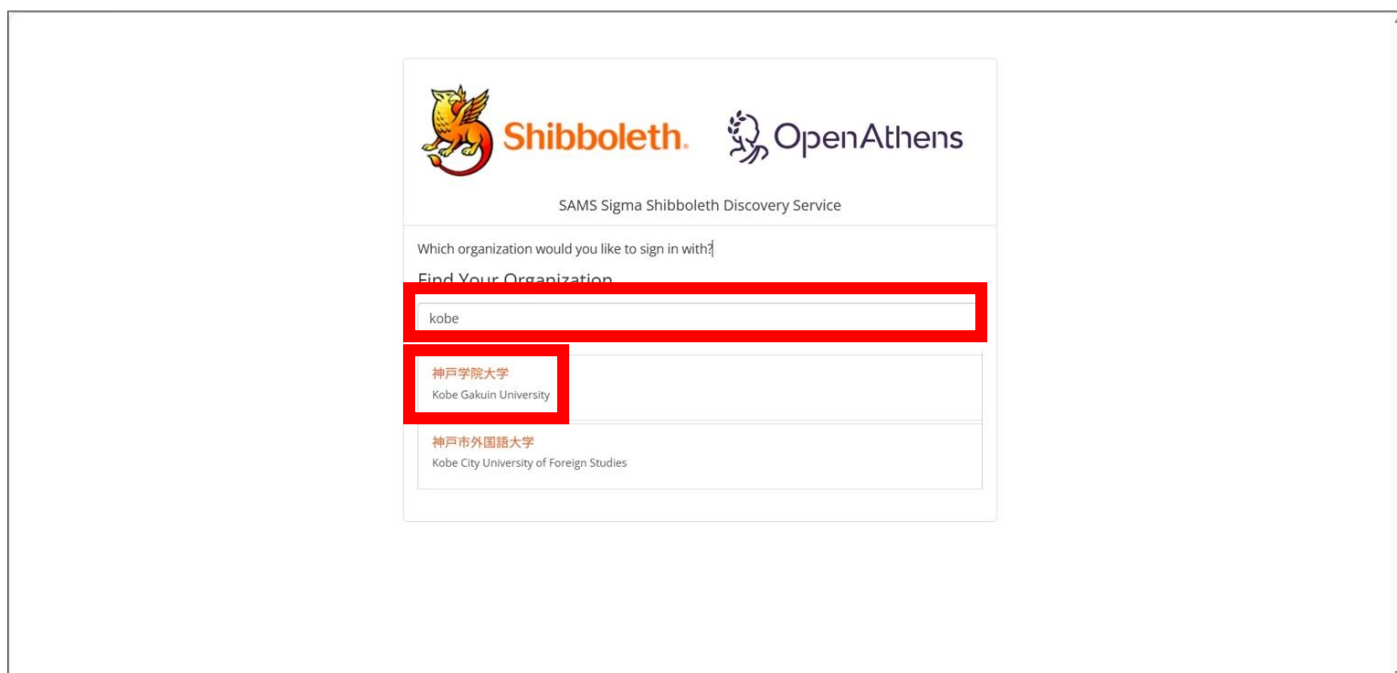 Shibboleth. OpenAthens
SAMS Sigma Shibboleth Discovery Service
Which organization would you like to sign in with?
Find Your Organization
kobe
神戸学院大学
Kobe Gakuin University
神戸市外国語大学
Kobe City University of Foreign Studies